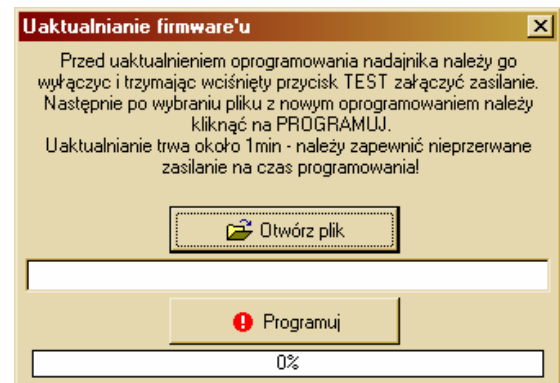 Uaktualnianie firmware'u
Przed uaktualnieniem oprogramowania nadajnika należy go
wyłączyc i trzymając wciśnięty przycisk TEST załączyć zasilanie.
Następnie po wybraniu pliku z nowym oprogramowaniem należy
kliknąć na PROGRAMUJ.
Uaktualnianie trwa około 1min - należy zapewnić nieprzerwane
zasilanie na czas programowania!
Otwórz plik
Programuj
0%